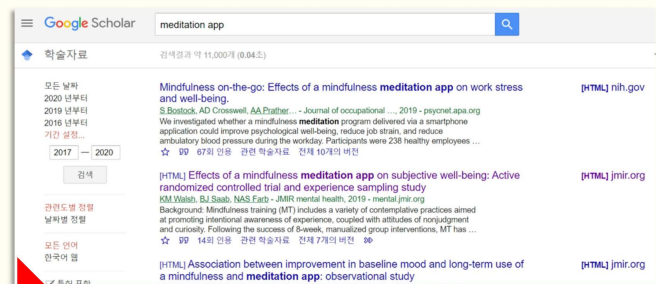 Google Scholar
meditation app
학술자료
검색결과 약 11,000개 (0.04초)
모든 날짜
2020 년부터
2019 년부터
2016 년부터
기간 설정...
2017 — 2020
검색
관련도별 정렬
날짜별 정렬
모든 언어
한국어 웹
특허 포함
Mindfulness on-the-go: Effects of a mindfulness meditation app on work stress
and well-being.
[HTML] nih.gov
S Bostock, AD Crosswell, AA Prather... - Journal of occupational ..., 2019 - psycnet.apa.org
We investigated whether a mindfulness meditation program delivered via a smartphone
application could improve psychological well-being, reduce job strain, and reduce
ambulatory blood pressure during the workday. Participants were 238 healthy employees ...
67회 인용 관련 학술자료 전체 10개의 버전
[HTML] Effects of a mindfulness meditation app on subjective well-being: Active
randomized controlled trial and experience sampling study
[HTML] jmir.org
KM Walsh, BJ Saab, NAS Farb - JMIR mental health, 2019 - mental.jmir.org
Background: Mindfulness training (MT) includes a variety of contemplative practices aimed
at promoting intentional awareness of experience, coupled with attitudes of nonjudgment
and curiosity. Following the success of 8-week, manualized group interventions, MT has ...
14회 인용 관련 학술자료 전체 7개의 버전
[HTML] Association between improvement in baseline mood and long-term use of
a mindfulness and meditation app: observational study
[HTML] jmir.org